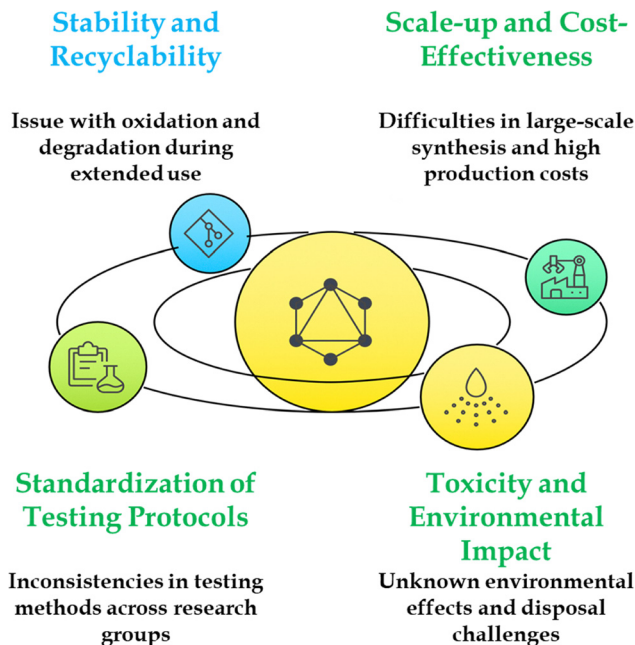 Stability and
Recyclability
Issue with oxidation and
degradation during
extended use
Scale-up and Cost-
Effectiveness
Difficulties in large-scale
synthesis and high
production costs
Standardization of
Testing Protocols
Inconsistencies in testing
methods across research
groups
Toxicity and
Environmental
Impact
Unknown environmental
effects and disposal
challenges